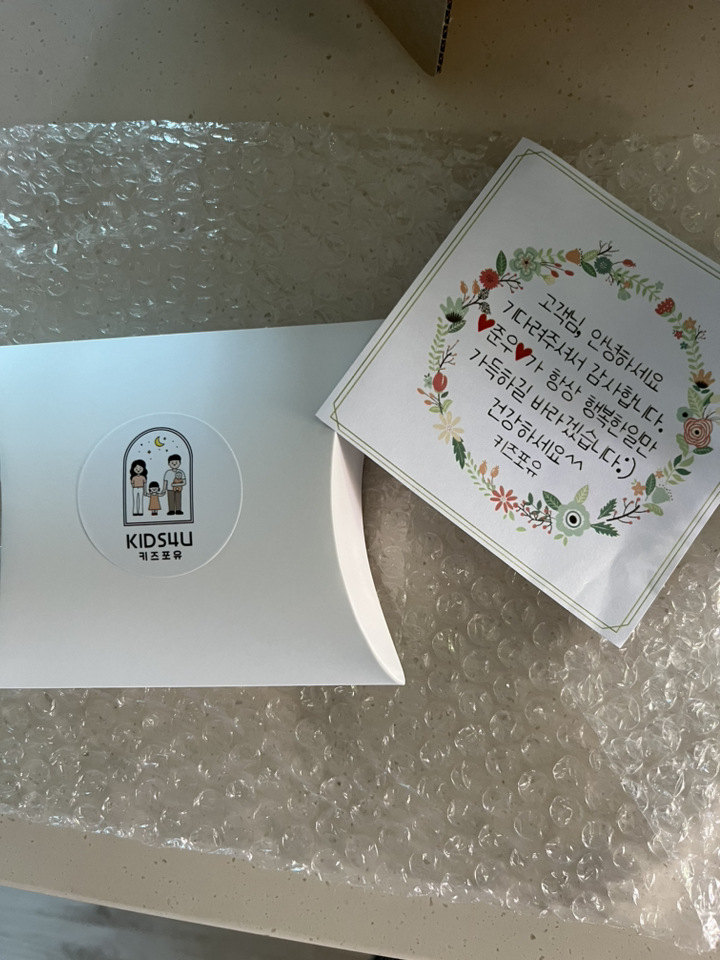 KIDS4U
키즈포유
고객님, 안녕하세요
기다려주셔서 감사합니다.
♥준우♥가 항상 행복한일만
가득하길 바라겠습니다:)
건강하세요^^
키즈포유